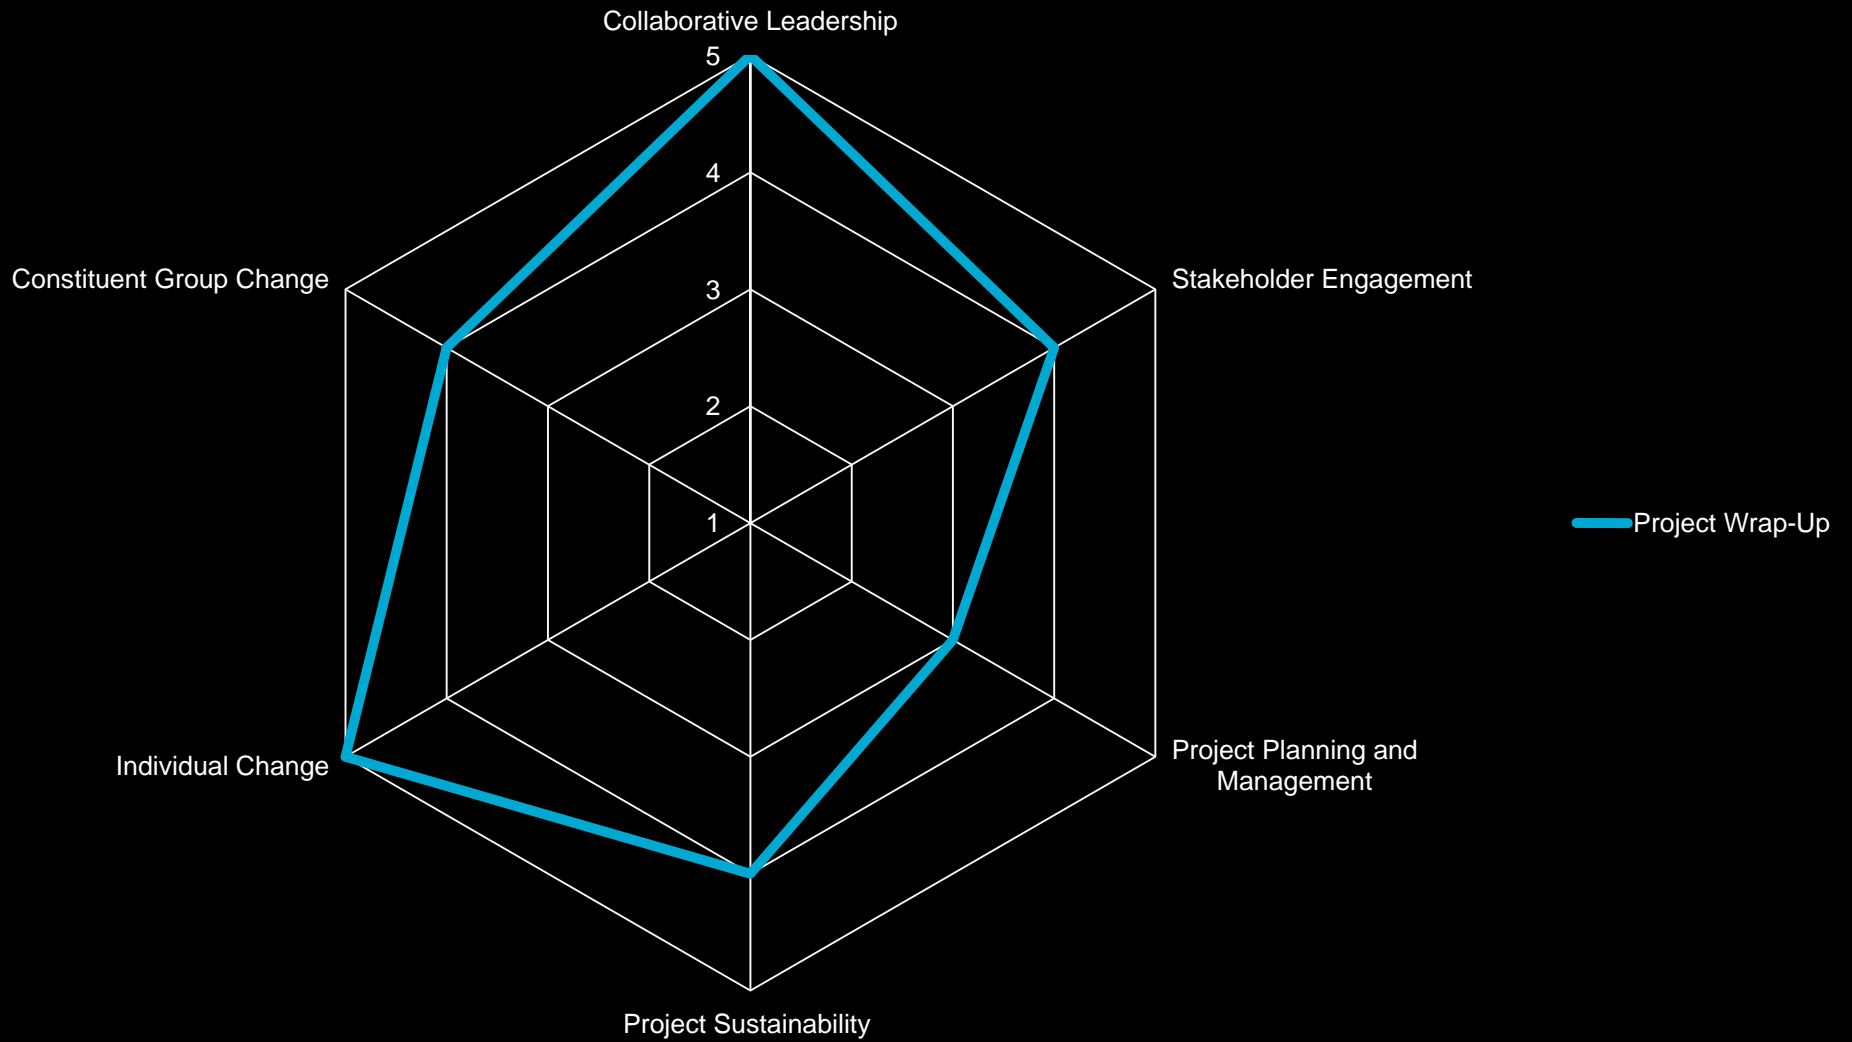 Collaborative Leadership
5
4
3
2
1
Stakeholder Engagement
Project Planning and
Management
Project Sustainability
Individual Change
Constituent Group Change
Project Wrap-Up